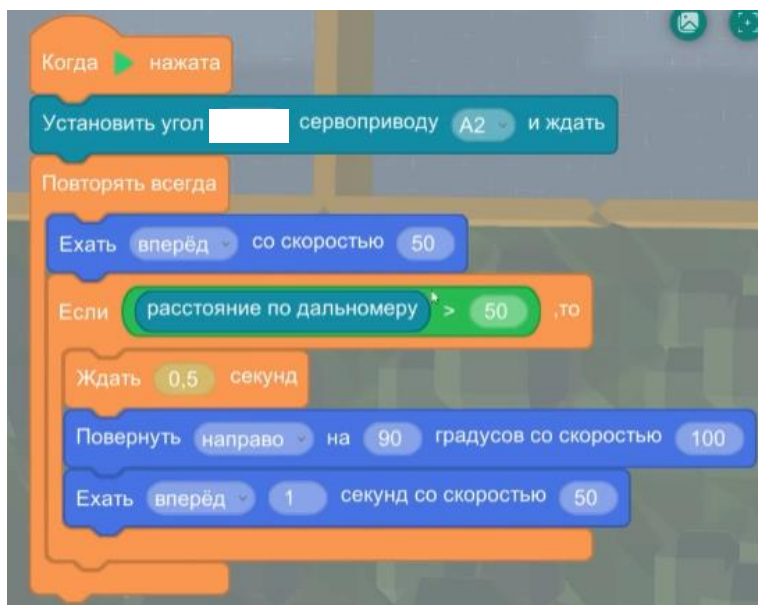 Когда нажата
Установить угол сервоприводу A2 и ждать
Повторять всегда
Ехать вперёд со скоростью 50
Если расстояние по дальномеру > 50 ,то
Ждать 0,5 секунд
Повернуть направо на 90 градусов со скоростью 100
Ехать вперёд 1 секунд со скоростью 50